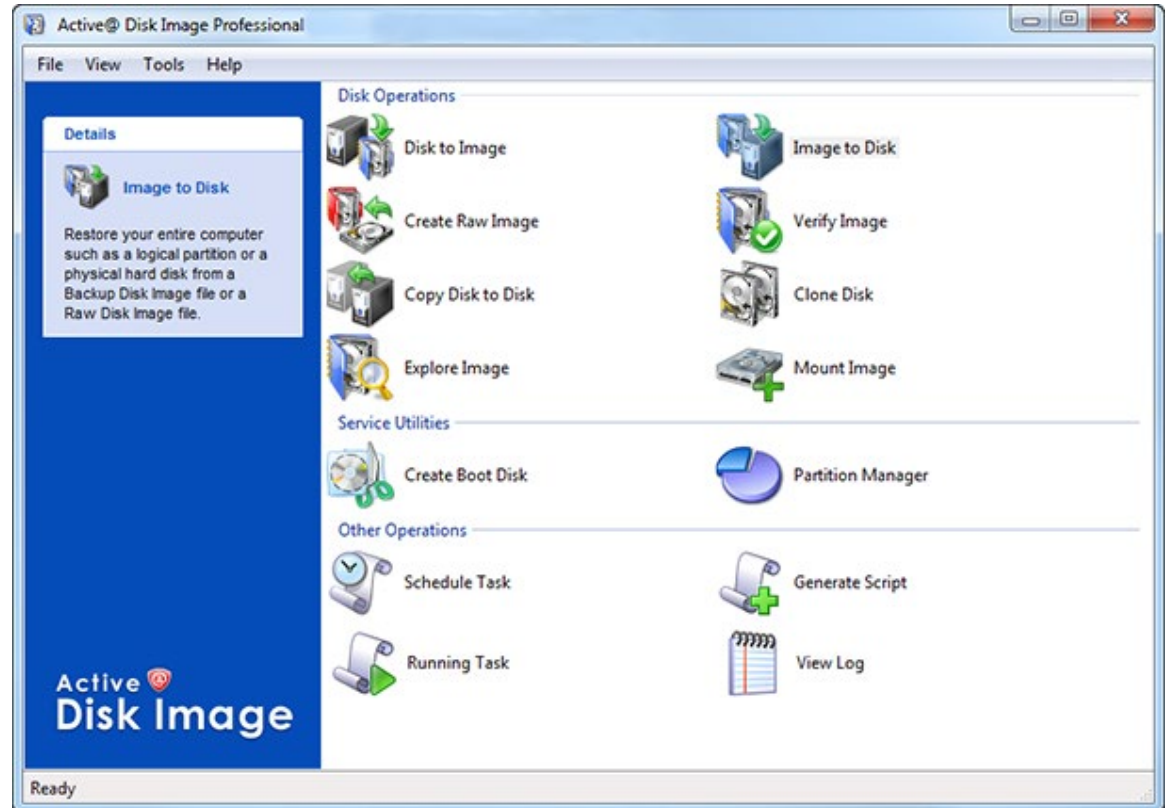 Active@ Disk Image Professional
File View Tools Help
Details
Image to Disk
Restore your entire computer
such as a logical partition or a
physical hard disk from a
Backup Disk Image file or a
Raw Disk Image file.
Disk Operations
Disk to Image
Image to Disk
Create Raw Image
Verify Image
Copy Disk to Disk
Clone Disk
Explore Image
Mount Image
Service Utilities
Create Boot Disk
Partition Manager
Other Operations
Schedule Task
Generate Script
Running Task
View Log
Active
Disk Image
Ready